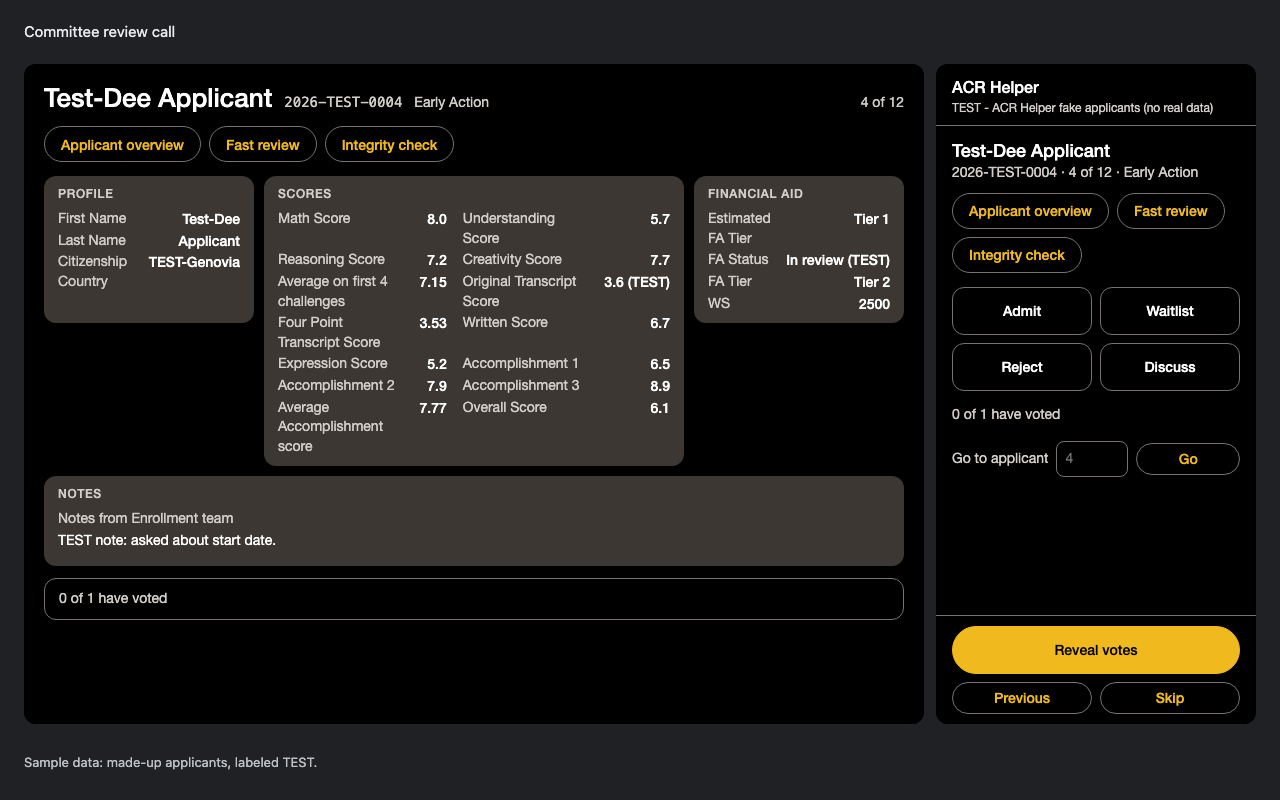 Committee review call
Test-Dee Applicant 2026-TEST-0004 Early Action 4 of 12
Applicant overview Fast review Integrity check
PROFILE
First Name Test-Dee
Last Name Applicant
Citizenship TEST-Genovia
Country
SCORES
Math Score 8.0 Understanding 5.7
Score
Reasoning Score 7.2 Creativity Score 7.7
Average on first 4 7.15 Original Transcript 3.6 (TEST)
challenges Score
Four Point 3.53 Written Score 6.7
Transcript Score
Expression Score 5.2 Accomplishment 1 6.5
Accomplishment 2 7.9 Accomplishment 3 8.9
Average 7.77 Overall Score 6.1
Accomplishment
score
FINANCIAL AID
Estimated Tier 1
FA Tier
FA Status In review (TEST)
FA Tier Tier 2
WS 2500
NOTES
Notes from Enrollment team
TEST note: asked about start date.
0 of 1 have voted
ACR Helper
TEST - ACR Helper fake applicants (no real data)
Test-Dee Applicant
2026-TEST-0004 · 4 of 12 · Early Action
Applicant overview Fast review
Integrity check
Admit Waitlist
Reject Discuss
0 of 1 have voted
Go to applicant 4 Go
Reveal votes
Previous Skip
Sample data: made-up applicants, labeled TEST.